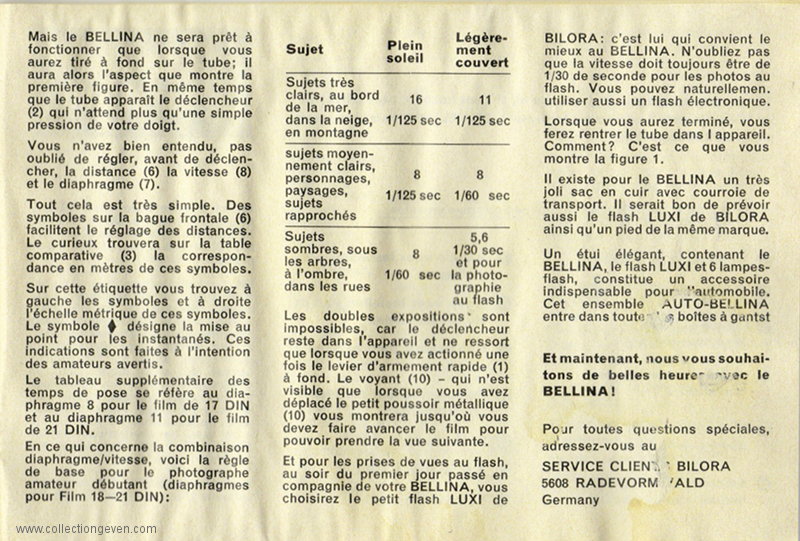 Mais le BELLINA ne sera prêt à
fonctionner que lorsque vous
aurez tiré à fond sur le tube; il
aura alors l'aspect que montre la
première figure. En même temps
que le tube apparaît le déclencheur
(2) qui n'attend plus qu'une simple
pression de votre doigt.
Vous n'avez bien entendu, pas
oublié de régler, avant de déclen-
cher, la distance (6) la vitesse (8)
et le diaphragme (7).
Tout cela est très simple. Des
symboles sur la bague frontale (6)
facilitent le réglage des distances.
Le curieux trouvera sur la table
comparative (3) la correspon-
dance en mètres de ces symboles.
Sur cette étiquette vous trouvez à
gauche les symboles et à droite
l'échelle métrique de ces symboles.
Le symbole ♦ désigne la mise au
point pour les instantanés. Ces
indications sont faites à l'intention
des amateurs avertis.
Le tableau supplémentaire des
temps de pose se réfère au dia-
phragme 8 pour le film de 17 DIN
et au diaphragme 11 pour le film
de 21 DIN.
En ce qui concerne la combinaison
diaphragme/vitesse, voici la règle
de base pour le photographe
amateur débutant (diaphragmes
pour Film 18—21 DIN):
Sujet Plein soleil Légère-ment couvert
Sujets très
clairs, au bord
de la mer, 16 11
dans la neige, 1/125 sec 1/125 sec
en montagne
sujets moyen-
nement clairs,
personnages, 8 8
paysages, 1/125 sec 1/60 sec
sujets
rapprochés
Sujets 5,6
sombres, sous 1/30 sec
les arbres, 8 et pour
à l'ombre, 1/60 sec la photo-
dans les rues graphie
au flash
Les doubles expositions sont
impossibles, car le déclencheur
reste dans l'appareil et ne ressort
que lorsque vous avez actionné une
fois le levier d'armement rapide (1)
à fond. Le voyant (10) – qui n'est
visible que lorsque vous avez
déplacé le petit poussoir métallique
(10) vous montrera jusqu'où vous
devez faire avancer le film pour
pouvoir prendre la vue suivante.
Et pour les prises de vues au flash,
au soir du premier jour passé en
compagnie de votre BELLINA, vous
choisirez le petit flash LUXI de
BILORA: c'est lui qui convient le
mieux au BELLINA. N'oubliez pas
que la vitesse doit toujours être de
1/30 de seconde pour les photos au
flash. Vous pouvez naturellemen.
utiliser aussi un flash électronique.
Lorsque vous aurez terminé, vous
ferez rentrer le tube dans l appareil.
Comment? C'est ce que vous
montre la figure 1.
Il existe pour le BELLINA un très
joli sac en cuir avec courroie de
transport. Il serait bon de prévoir
aussi le flash LUXI de BILORA
ainsi qu'un pied de la même marque.
Un étui élégant, contenant le
BELLINA, le flash LUXI et 6 lampes-
flash, constitue un accessoire
indispensable pour l'automobile.
Cet ensemble AUTO-BELLINA
entre dans toute boîtes à gantst
Et maintenant, nous vous souhai-
tons de belles heures avec le
BELLINA!
Pour toutes questions spéciales,
adressez-vous au
SERVICE CLIEN BILORA
5608 RADEVORM ALD
Germany
www.collectiongeven.com